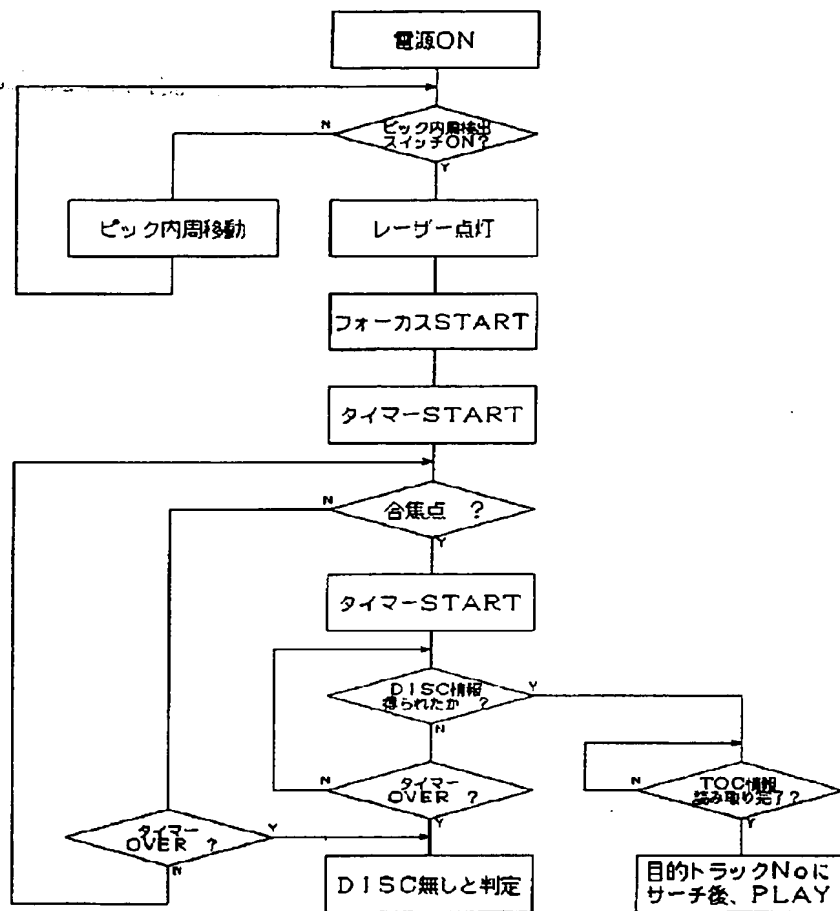 電源ON
N
ピック内周検出
スイッチON?
Y
ピック内周移動
レーザー点灯
フォーカスSTART
タイマーSTART
N
合焦点 ?
Y
タイマーSTART
DISC情報
得られたか ?
Y
N
N
タイマー
OVER ?
Y
N
TOC情報
読み取り完了?
Y
タイマー
OVER ?
Y
N
DISC無しと判定
目的トラックNoに
サーチ後、PLAY